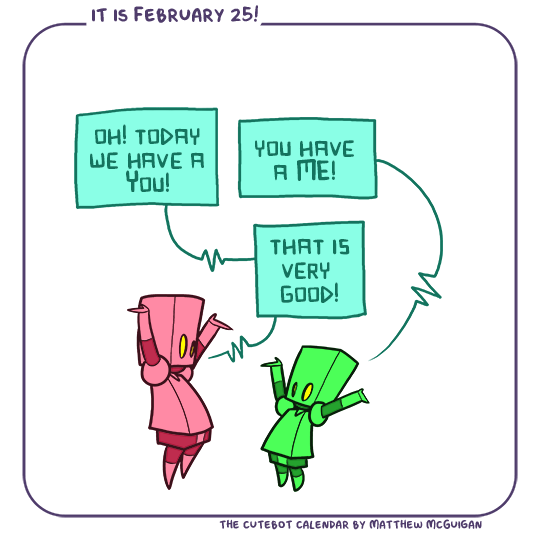 IT IS FEBRUARY 25!
OH! TODAY
WE HAVE A
YOU!
YOU HAVE
A ME!
THAT IS
VERY
GOOD!
THE CUTEBOT CALENDAR BY MATTHEW MCGUIGAN